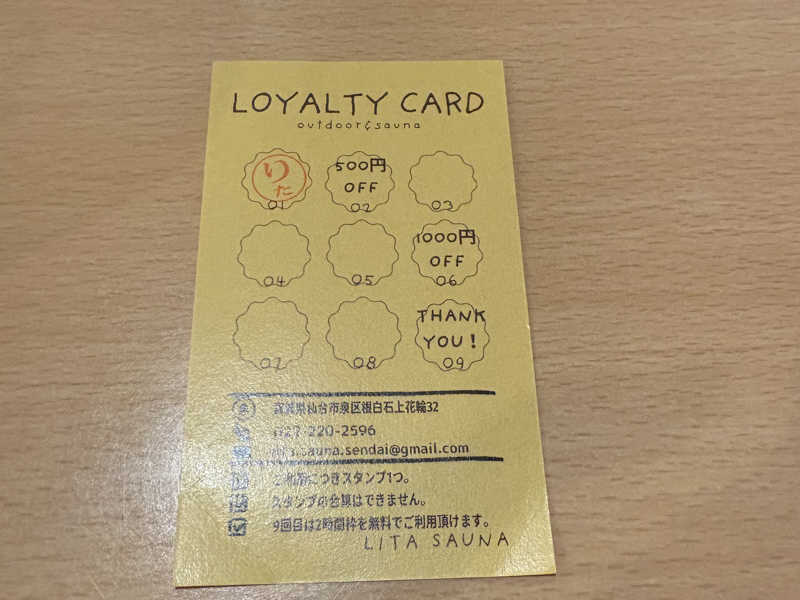 LOYALTY CARD
outdoor&sauna
りた
01
500円
OFF
02
03
04
05
1000円
OFF
06
07
08
THANK
YOU!
09
宮城県仙台市泉区根白石上花輪32
022-220-2596
sauna.sendai@gmail.com
ご利用につきスタンプ1つ。
スタンプの合算はできません。
9回目は2時間枠を無料でご利用頂けます。
LITA SAUNA